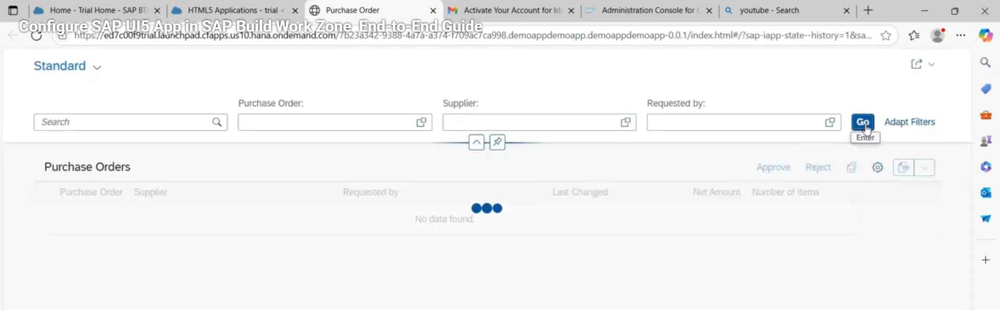 Home - Trial Home - SAP BT
HTML5 Applications - trial <
Purchase Order
Activate Your Account for Id
Administration Console for
youtube - Search
Configure SAP UI5 App in SAP Build Work Zone End-to-End Guide
https://ed7c00f9trial.launchpad.cfapps.us10.hana.ondemand.com/7b23a342-9388-4a7a-a374-f709ac7ca998.demoappdemoapp.demoappdemoapp-0.0.1/index.html#/?sap-iapp-state--history=1&sa...
Standard
Purchase Order:
Supplier:
Requested by:
Search
Go
Adapt Filters
Enter
Purchase Orders
Approve
Reject
Purchase Order
Supplier
Requested by
Last Changed
Net Amount
Number of Items
No data found.